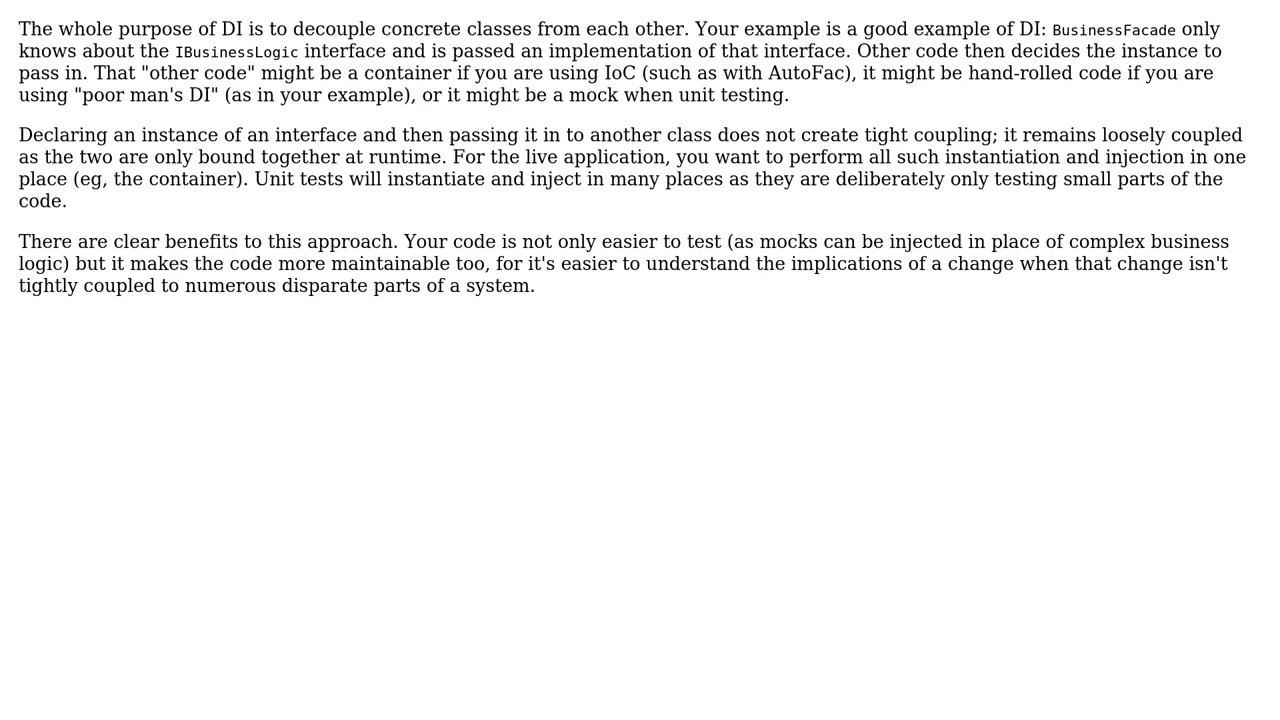 The whole purpose of DI is to decouple concrete classes from each other. Your example is a good example of DI: BusinessFacade only
knows about the IBusinessLogic interface and is passed an implementation of that interface. Other code then decides the instance to
pass in. That "other code" might be a container if you are using IoC (such as with AutoFac), it might be hand-rolled code if you are
using "poor man's DI" (as in your example), or it might be a mock when unit testing.
Declaring an instance of an interface and then passing it in to another class does not create tight coupling; it remains loosely coupled
as the two are only bound together at runtime. For the live application, you want to perform all such instantiation and injection in one
place (eg, the container). Unit tests will instantiate and inject in many places as they are deliberately only testing small parts of the
code.
There are clear benefits to this approach. Your code is not only easier to test (as mocks can be injected in place of complex business
logic) but it makes the code more maintainable too, for it's easier to understand the implications of a change when that change isn't
tightly coupled to numerous disparate parts of a system.